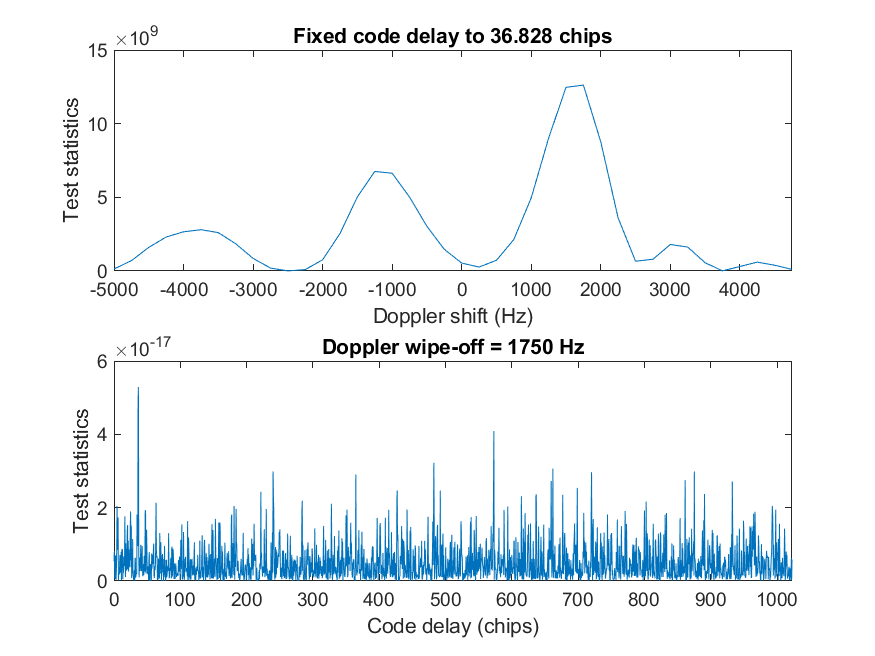 Fixed code delay to 36.828 chips
×10^9
15
10
5
0
Test statistics
-5000 -4000 -3000 -2000 -1000 0 1000 2000 3000 4000
Doppler shift (Hz)
Doppler wipe-off = 1750 Hz
×10^-17
6
4
2
0
Test statistics
0 100 200 300 400 500 600 700 800 900 1000
Code delay (chips)